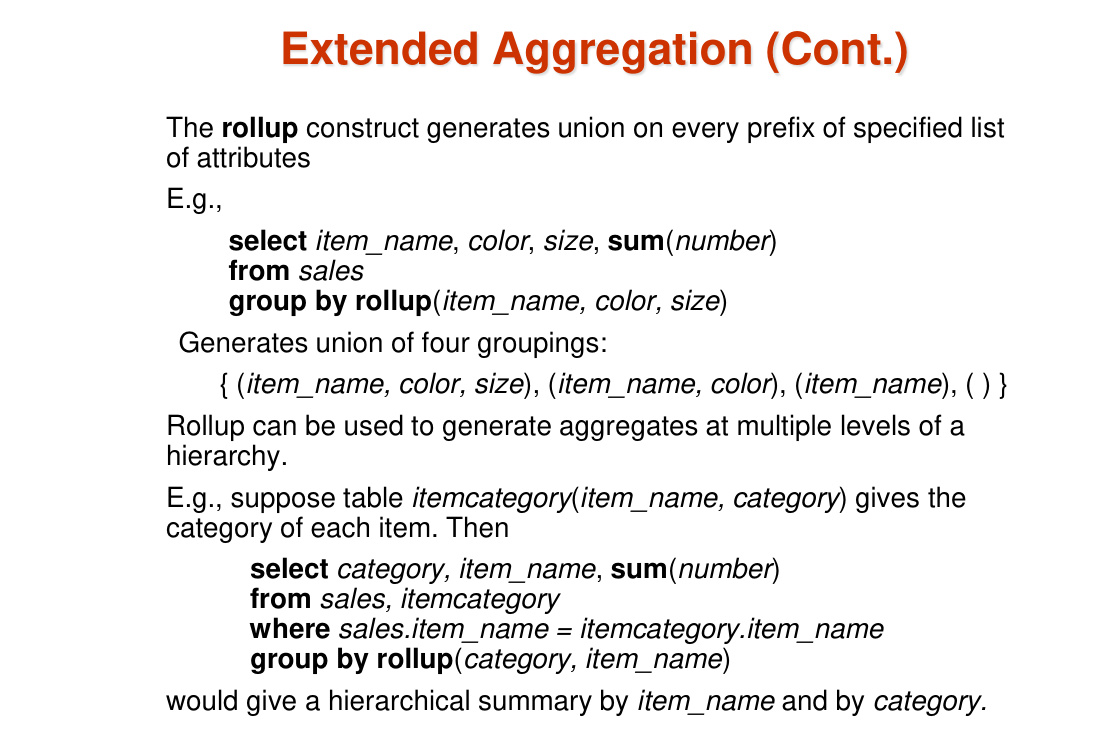 Extended Aggregation (Cont.)
The rollup construct generates union on every prefix of specified list
of attributes
E.g.,
select item_name, color, size, sum(number)
from sales
group by rollup(item_name, color, size)
Generates union of four groupings:
{ (item_name, color, size), (item_name, color), (item_name), ( ) }
Rollup can be used to generate aggregates at multiple levels of a
hierarchy.
E.g., suppose table itemcategory(item_name, category) gives the
category of each item. Then
select category, item_name, sum(number)
from sales, itemcategory
where sales.item_name = itemcategory.item_name
group by rollup(category, item_name)
would give a hierarchical summary by item_name and by category.